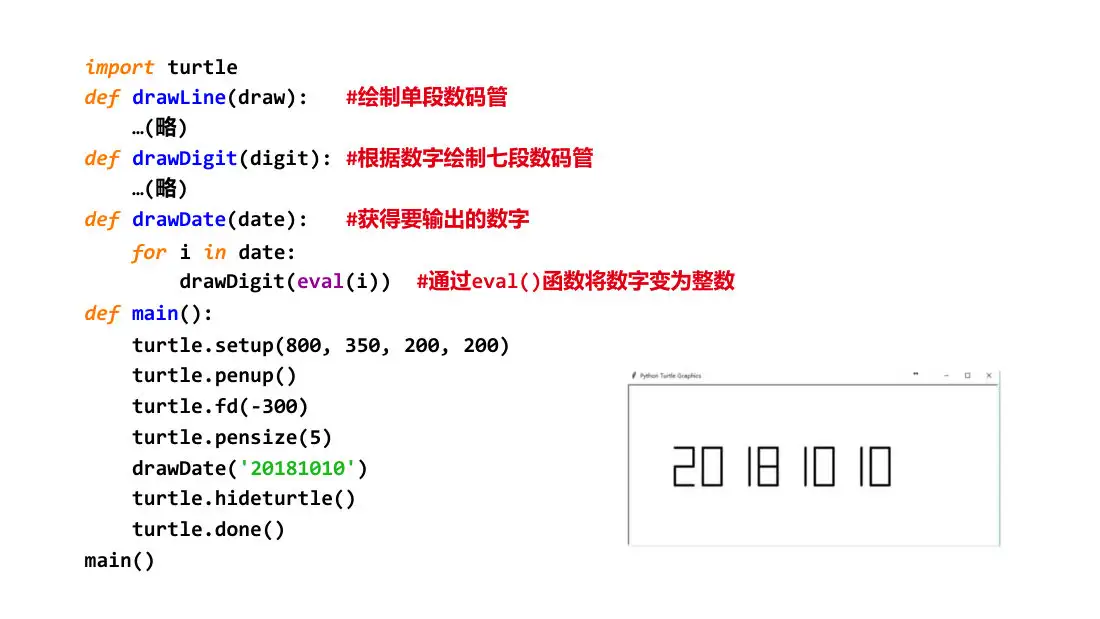 import turtle
def drawLine(draw):   #绘制单段数码管
    …(略)
def drawDigit(digit): #根据数字绘制七段数码管
    …(略)
def drawDate(date):   #获得要输出的数字
    for i in date:
        drawDigit(eval(i))  #通过eval()函数将数字变为整数
def main():
    turtle.setup(800, 350, 200, 200)
    turtle.penup()
    turtle.fd(-300)
    turtle.pensize(5)
    drawDate('20181010')
    turtle.hideturtle()
    turtle.done()
main()
Python Turtle Graphics
20181010